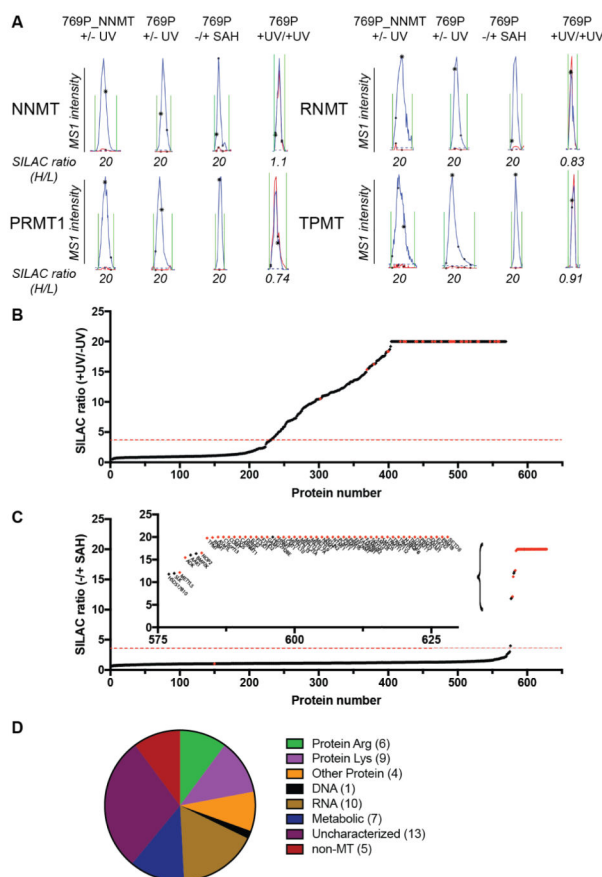 A
769P_NNMT 769P 769P 769P
+/- UV +/- UV -/+ SAH +UV/+UV
769P_NNMT 769P 769P 769P
+/- UV +/- UV -/+ SAH +UV/+UV
NNMT
MS1 intensity
SILAC ratio (H/L)
20 20 20 1.1
RNMT
MS1 intensity
20 20 20 0.83
PRMT1
MS1 intensity
SILAC ratio (H/L)
20 20 20 0.74
TPMT
MS1 intensity
20 20 20 0.91
B
SILAC ratio (+UV/-UV)
25
20
15
10
5
0
0 100 200 300 400 500 600
Protein number
C
SILAC ratio (-/+ SAH)
25
20
15
10
5
0
25
20
15
10
5
0
575 600 625
0 100 200 300 400 500 600
Protein number
D
Protein Arg (6)
Protein Lys (9)
Other Protein (4)
DNA (1)
RNA (10)
Metabolic (7)
Uncharacterized (13)
non-MT (5)